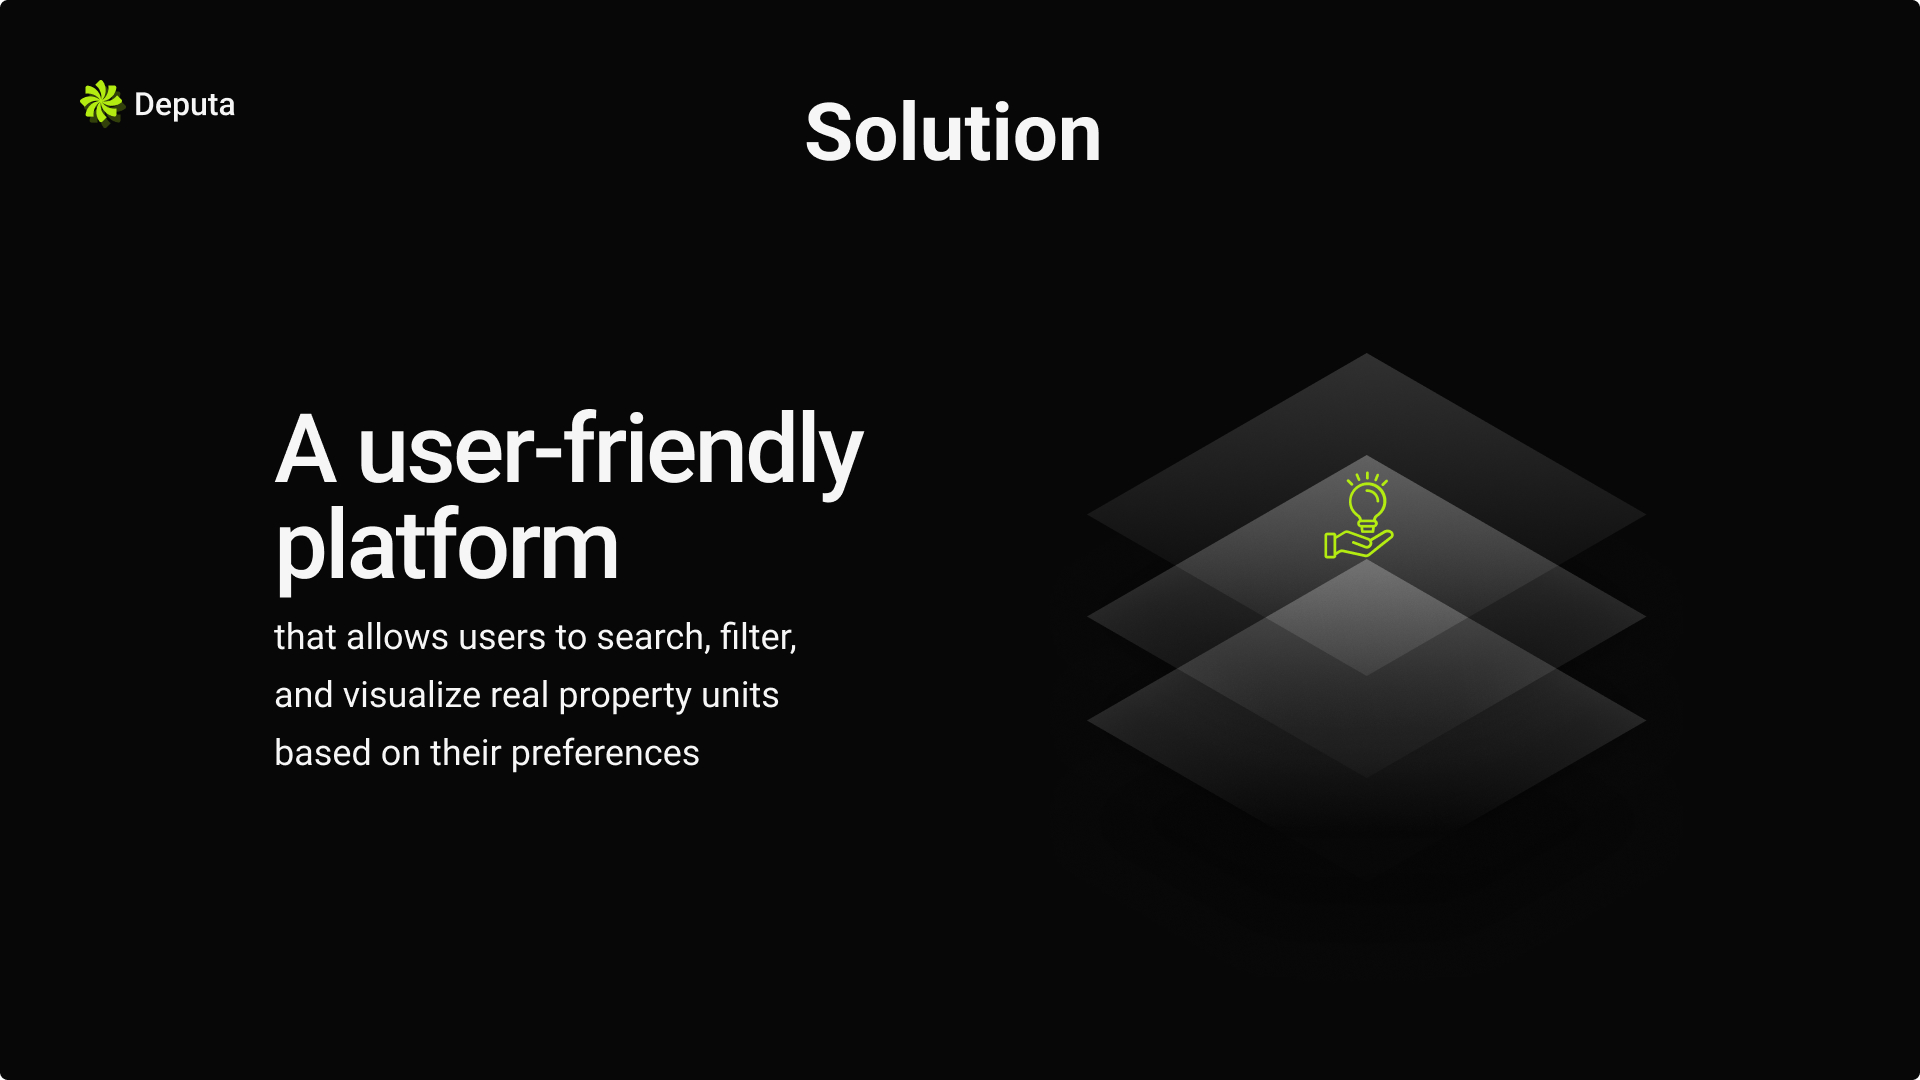 Deputa
Solution
A user-friendly
platform
that allows users to search, filter,
and visualize real property units
based on their preferences